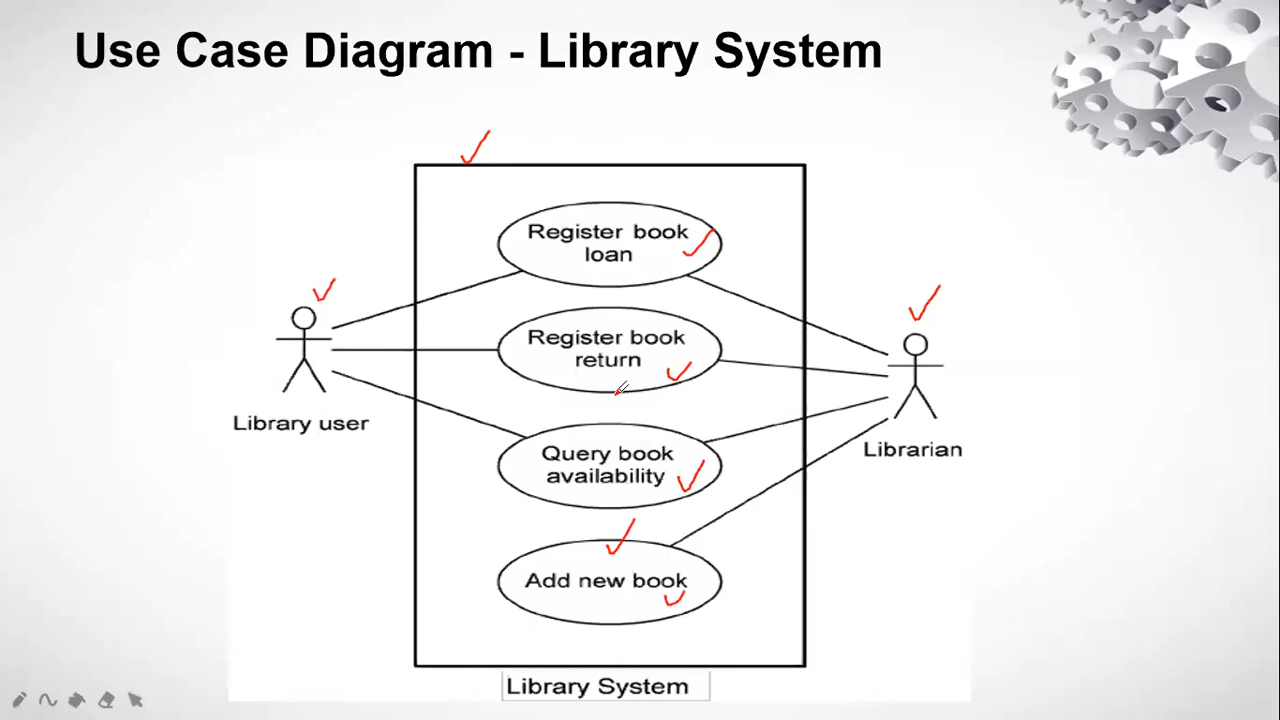 Use Case Diagram - Library System
Register book
loan
Register book
return
Library user
Librarian
Query book
availability
Add new book
Library System